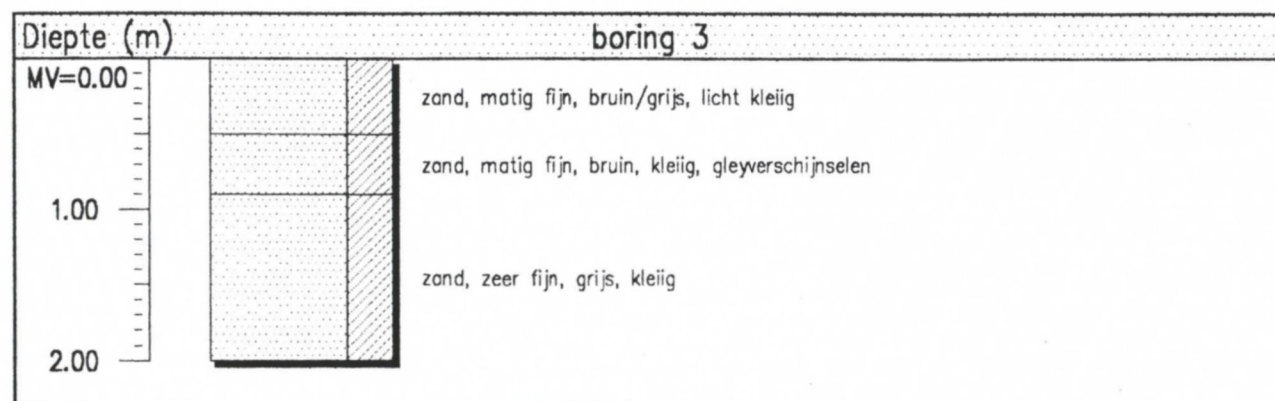 Diepte (m) boring 3
MV=0.00
zand, matig fijn, bruin/grijs, licht kleiig
zand, matig fijn, bruin, kleiig, gleyverschijnselen
1.00
zand, zeer fijn, grijs, kleiig
2.00